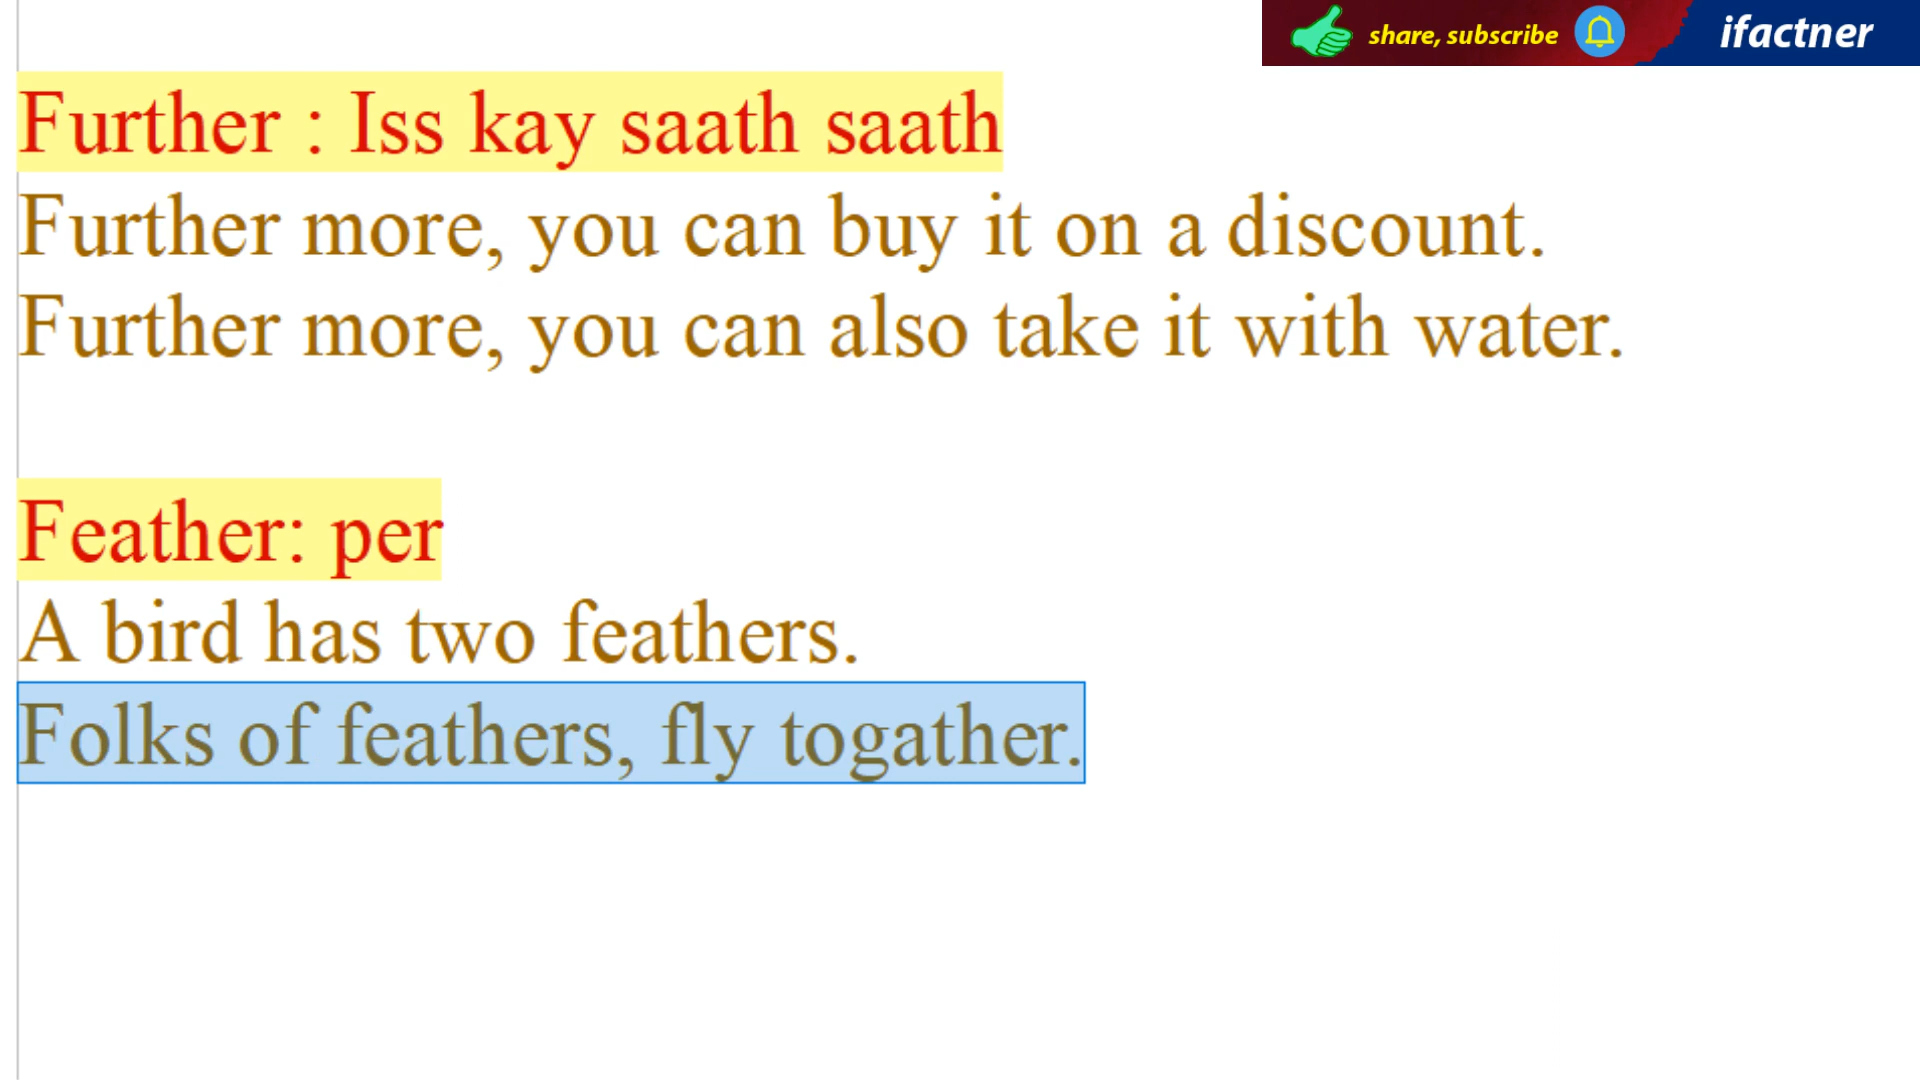 share, subscribe
ifactner
Further : Iss kay saath saath
Further more, you can buy it on a discount.
Further more, you can also take it with water.
Feather: per
A bird has two feathers.
Folks of feathers, fly togather.